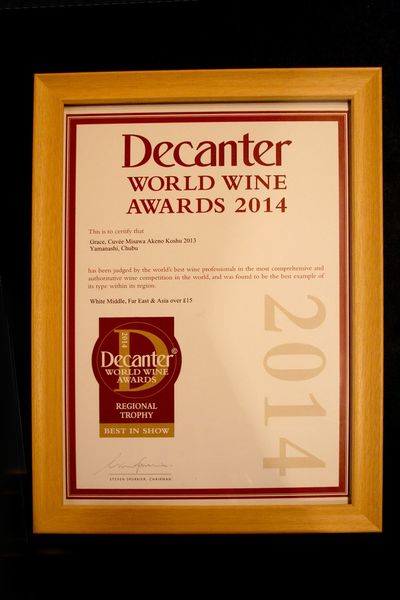 Decanter
WORLD WINE
AWARDS 2014
This is to certify that
Grace, Cuvée Misawa Akeno Koshu 2013
Yamanashi, Chubu
has been judged by the world's best wine professionals in the most comprehensive and
authoritative wine competition in the world, and was found to be the best example of
its type within its region.
White Middle, Far East & Asia over £15
2014
2014
Decanter®
WORLD WINE
AWARDS
REGIONAL
TROPHY
BEST IN SHOW
STEVEN SPURRIER, CHAIRMAN